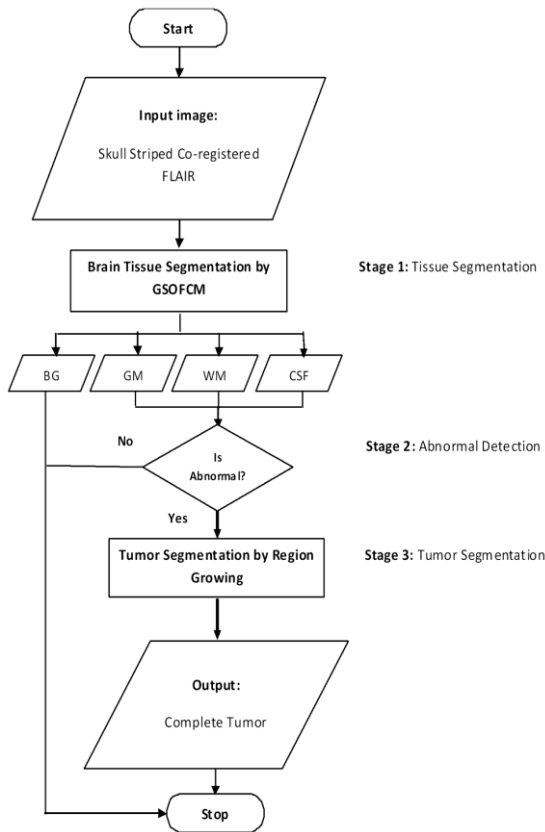 Start
Input image:
Skull Striped Co-registered
FLAIR
Brain Tissue Segmentation by
GSOFCM
Stage 1: Tissue Segmentation
BG
GM
WM
CSF
No
Is
Abnormal?
Stage 2: Abnormal Detection
Yes
Tumor Segmentation by Region
Growing
Stage 3: Tumor Segmentation
Output:
Complete Tumor
Stop